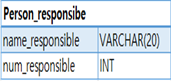 Person_responsibe
name_responsible VARCHAR(20)
num_responsible INT